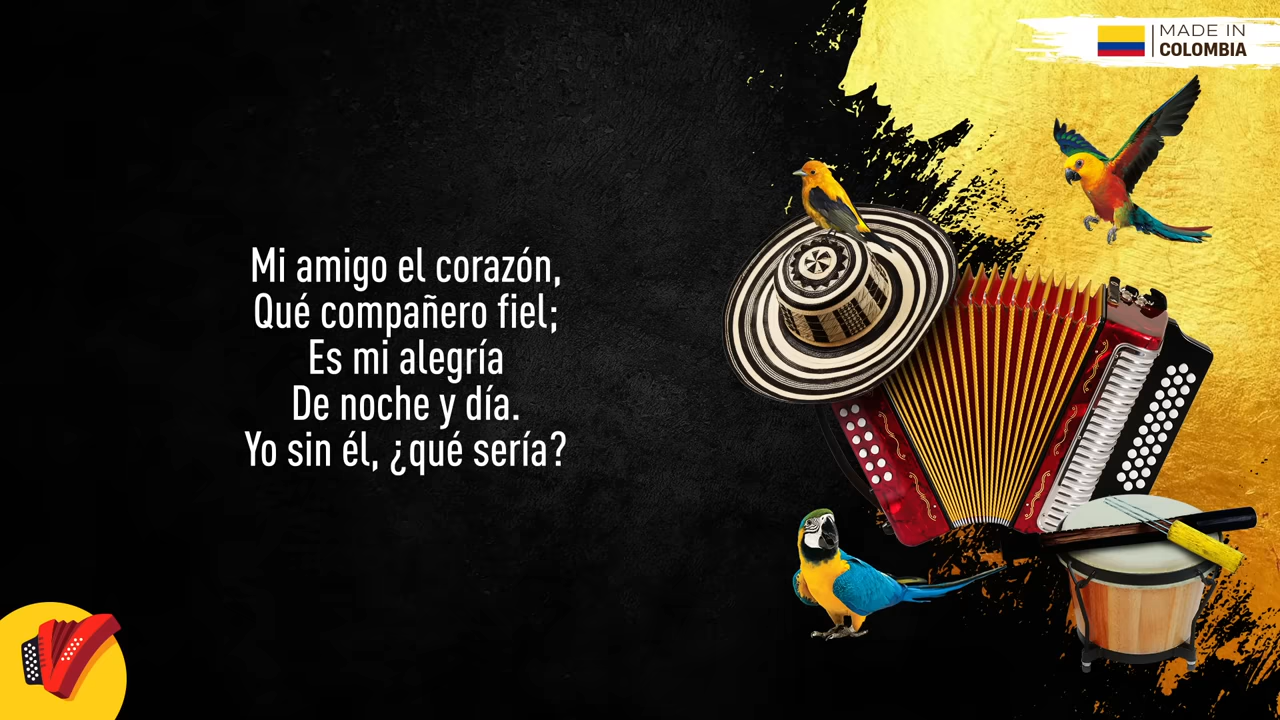 MADE IN
COLOMBIA
Mi amigo el corazón,
Qué compañero fiel;
Es mi alegría
De noche y día.
Yo sin él, ¿qué sería?